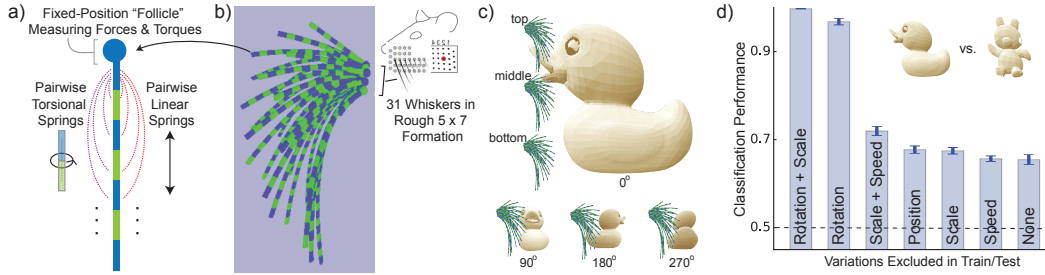 a)
Fixed-Position "Follicle"
Measuring Forces & Torques
Pairwise
Torsional
Springs
Pairwise
Linear
Springs
b)
31 Whiskers in
Rough 5 x 7
Formation
c)
top
middle
bottom
0°
90°
180°
270°
d)
Classification Performance
0.9
0.7
0.5
vs.
Rotation + Scale
Rotation
Scale + Speed
Position
Scale
Speed
None
Variations Excluded in Train/Test